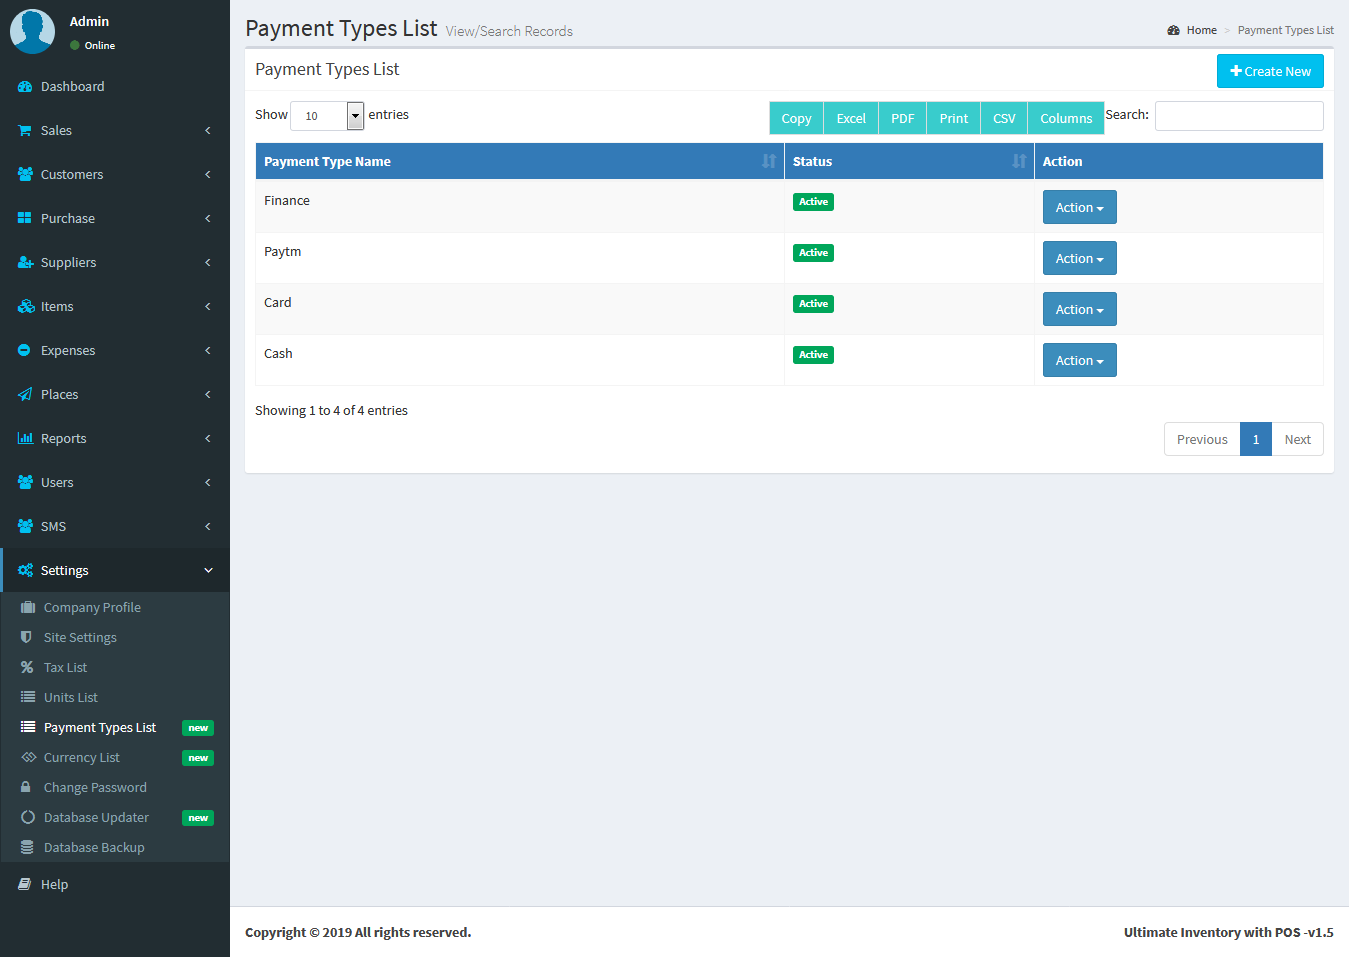 Admin
Online
Dashboard
Sales
Customers
Purchase
Suppliers
Items
Expenses
Places
Reports
Users
SMS
Settings
Company Profile
Site Settings
Tax List
Units List
Payment Types List new
Currency List new
Change Password
Database Updater new
Database Backup
Help
Payment Types List View/Search Records
Home > Payment Types List
Payment Types List
Create New
Show 10 entries
Copy Excel PDF Print CSV Columns Search:
Payment Type Name Status Action
Finance Active Action
Paytm Active Action
Card Active Action
Cash Active Action
Showing 1 to 4 of 4 entries
Previous 1 Next
Copyright © 2019 All rights reserved.
Ultimate Inventory with POS -v1.5